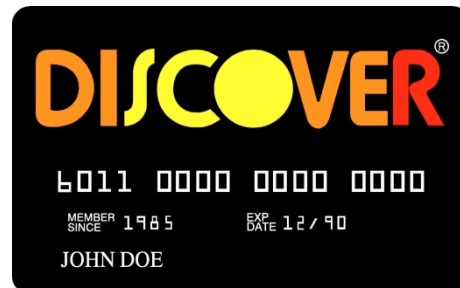 DISCOVER®
6011 0000 0000 0000
MEMBER SINCE 1985 EXP DATE 12/90
JOHN DOE